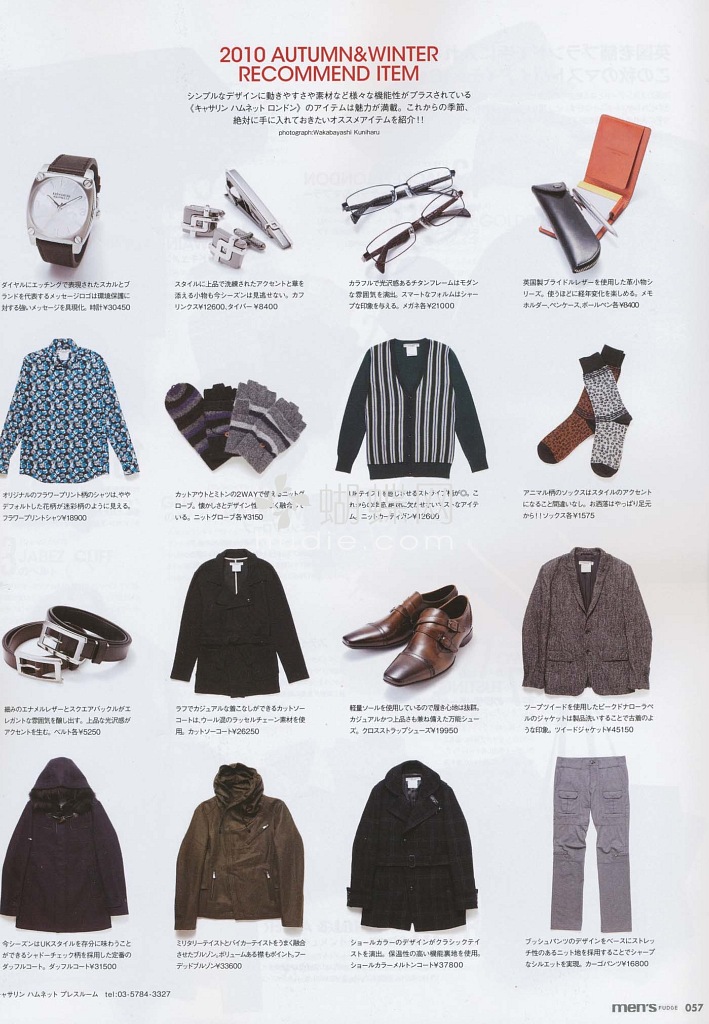 2010 AUTUMN&WINTER
RECOMMEND ITEM
シンプルなデザインに動きやすさや素材など様々な機能性がプラスされている
《キャサリン ハムネット ロンドン》のアイテムは魅力が満載。これからの季節、
絶対に手に入れておきたいオススメアイテムを紹介!!
photograph:Wakabayashi Kuniharu
ダイヤルにエッチングで表現されたスカルとブ
ランドを代表するメッセージロゴは環境保護に
対する強いメッセージを具現化。時計¥30450
スタイルに上品で洗練されたアクセントと華を
添える小物も今シーズンは見逃せない。カフ
リンクス¥12600、タイバー¥8400
カラフルで光沢感あるチタンフレームはモダン
な雰囲気を演出。スマートなフォルムはシャー
プな印象を与える。メガネ各¥21000
英国製ブライドルレザーを使用した革小物シ
リーズ。使うほどに経年変化を楽しめる。メモ
ホルダー、ペンケース、ボールペン各¥8400
オリジナルのフラワープリント柄のシャツは、やや
デフォルトした花柄が迷彩柄のように見える。
フラワープリントシャツ¥18900
カットアウトとミトンの2WAYで使えるニットグ
ローブ。懐かしさとデザイン性
いる。ニットグローブ各¥3150
ストライプ柄が
ニットカーディガン¥12600
アニマル柄のソックスはスタイルのアクセント
になること間違いなし。お洒落はやっぱり足元
から!!ソックス各¥1575
細みのエナメルレザーとスクエアバックルがエ
レガントな雰囲気を醸し出す。上品な光沢感が
アクセントを生む。ベルト各¥5250
ラフでカジュアルな着こなしができるカットソー
コートは、ウール混のラッセルチェーン素材を使
用。カットソーコート¥26250
軽量ソールを使用しているので履き心地は抜群。
カジュアルかつ上品さも兼ね備えた万能シュー
ズ。クロスストラップシューズ¥19950
ツープツイードを使用したピークドナローラペ
ルのジャケットは製品洗いすることで古着のよ
うな印象。ツイードジャケット¥45150
今シーズンはUKスタイルを存分に味わうこと
ができるシャドーチェック柄を採用した定番の
ダッフルコート。ダッフルコート¥31500
ミリタリーテイストとバイカーテイストをうまく融合
させたブルゾン。ボリュームある襟もポイント。フー
デッドブルゾン¥33600
ショールカラーのデザインがクラシックテイ
ストを演出。保温性の高い機能裏地を使用。
ショールカラーメルトンコート¥37800
ブッシュパンツのデザインをベースにストレッ
チ性のあるニット地を採用することでシャープ
なシルエットを実現。カーゴパンツ¥16800
ャサリン ハムネット プレスルーム tel:03-5784-3327
men's FUDGE 057